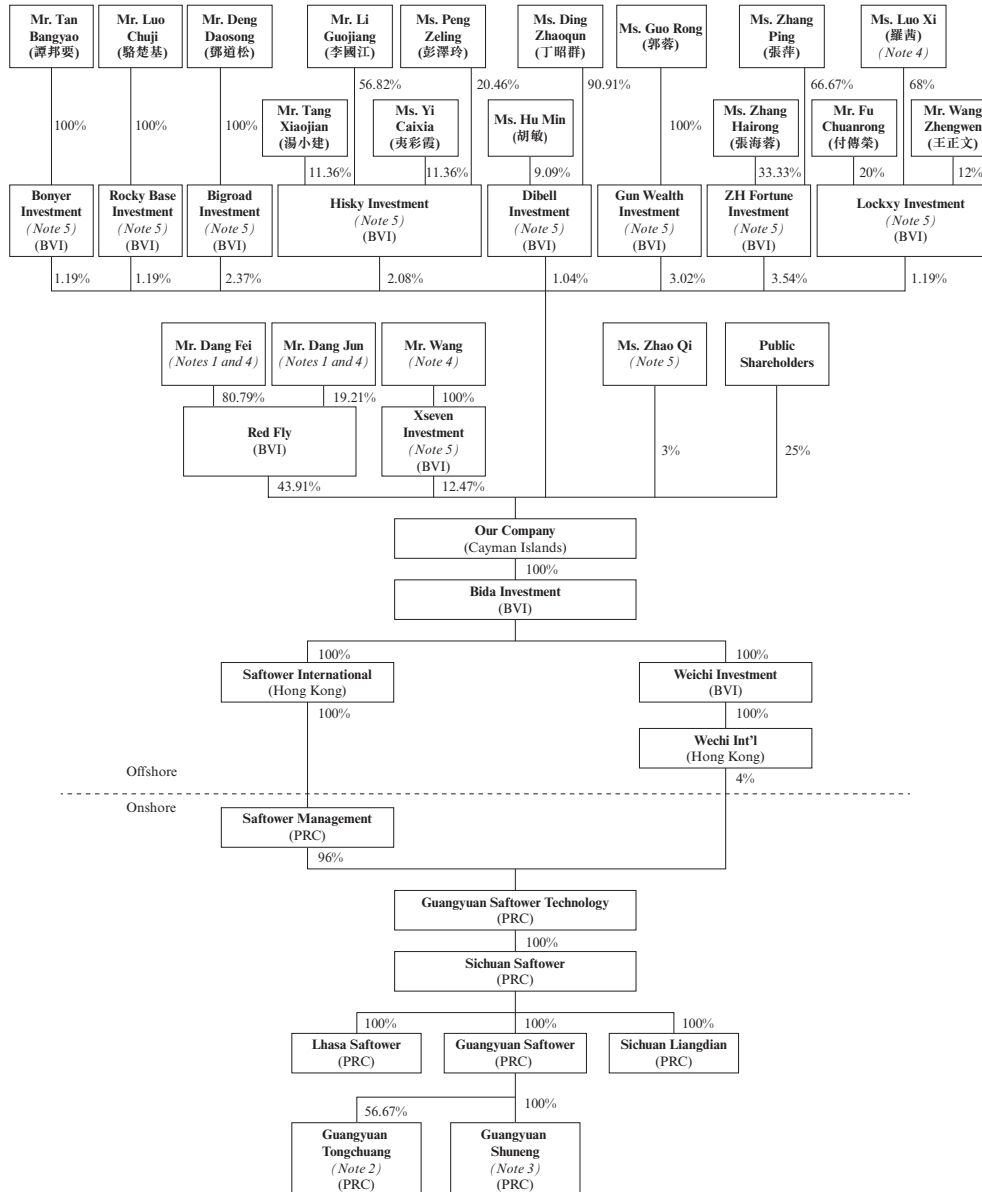 Mr. Tan
Bangyao
(譚邦要)
Mr. Luo
Chuji
(駱楚基)
Mr. Deng
Daosong
(鄧道松)
Mr. Li
Guojiang
(李國江)
Ms. Peng
Zeling
(彭澤玲)
Ms. Ding
Zhaoqun
(丁昭群)
Ms. Guo Rong
(郭蓉)
Ms. Zhang
Ping
(張萍)
Ms. Luo Xi
(羅茜)
(Note 4)
56.82%
20.46%
90.91%
66.67%
68%
100%
100%
100%
Mr. Tang
Xiaojian
(湯小建)
Ms. Yi
Caixia
(夷彩霞)
Ms. Hu Min
(胡敏)
100%
Ms. Zhang
Hairong
(張海蓉)
Mr. Fu
Chuanrong
(付傳榮)
Mr. Wang
Zhengwen
(王正文)
11.36%
11.36%
9.09%
33.33%
20%
12%
Bonyer
Investment
(Note 5)
(BVI)
Rocky Base
Investment
(Note 5)
(BVI)
Bigroad
Investment
(Note 5)
(BVI)
Hisky Investment
(Note 5)
(BVI)
Dibell
Investment
(Note 5)
(BVI)
Gun Wealth
Investment
(Note 5)
(BVI)
ZH Fortune
Investment
(Note 5)
(BVI)
Lockxy Investment
(Note 5)
(BVI)
1.19%
1.19%
2.37%
2.08%
1.04%
3.02%
3.54%
1.19%
Mr. Dang Fei
(Notes 1 and 4)
Mr. Dang Jun
(Notes 1 and 4)
Mr. Wang
(Note 4)
Ms. Zhao Qi
(Note 5)
Public
Shareholders
80.79%
19.21%
100%
Red Fly
(BVI)
Xseven
Investment
(Note 5)
(BVI)
3%
25%
43.91%
12.47%
Our Company
(Cayman Islands)
100%
Bida Investment
(BVI)
100%
100%
Saftower International
(Hong Kong)
Weichi Investment
(BVI)
100%
100%
Wechi Int'l
(Hong Kong)
Offshore
4%
Onshore
Saftower Management
(PRC)
96%
Guangyuan Saftower Technology
(PRC)
100%
Sichuan Saftower
(PRC)
100%
100%
100%
Lhasa Saftower
(PRC)
Guangyuan Saftower
(PRC)
Sichuan Liangdian
(PRC)
56.67%
100%
Guangyuan
Tongchuang
(Note 2)
(PRC)
Guangyuan
Shuneng
(Note 3)
(PRC)